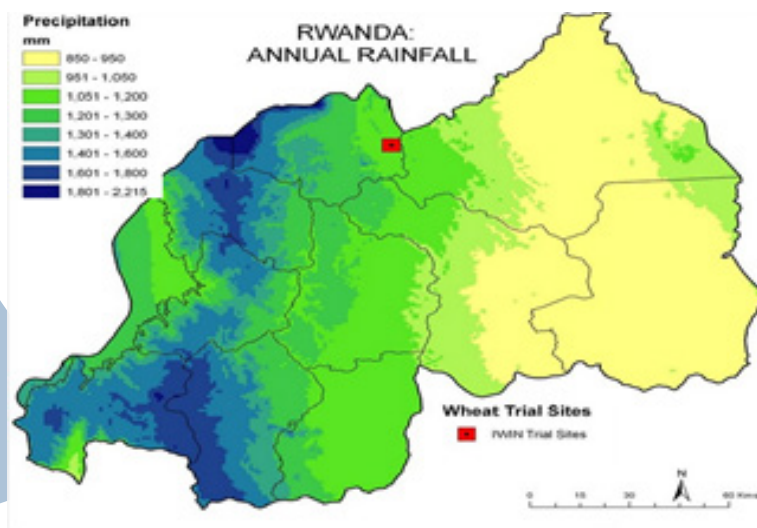 Precipitation
mm
850 - 950
951 - 1,050
1,051 - 1,200
1,201 - 1,300
1,301 - 1,400
1,401 - 1,600
1,601 - 1,800
1,801 - 2,215
RWANDA:
ANNUAL RAINFALL
Wheat Trial Sites
IWIN Trial Sites
N
0 15 30 60 Kms